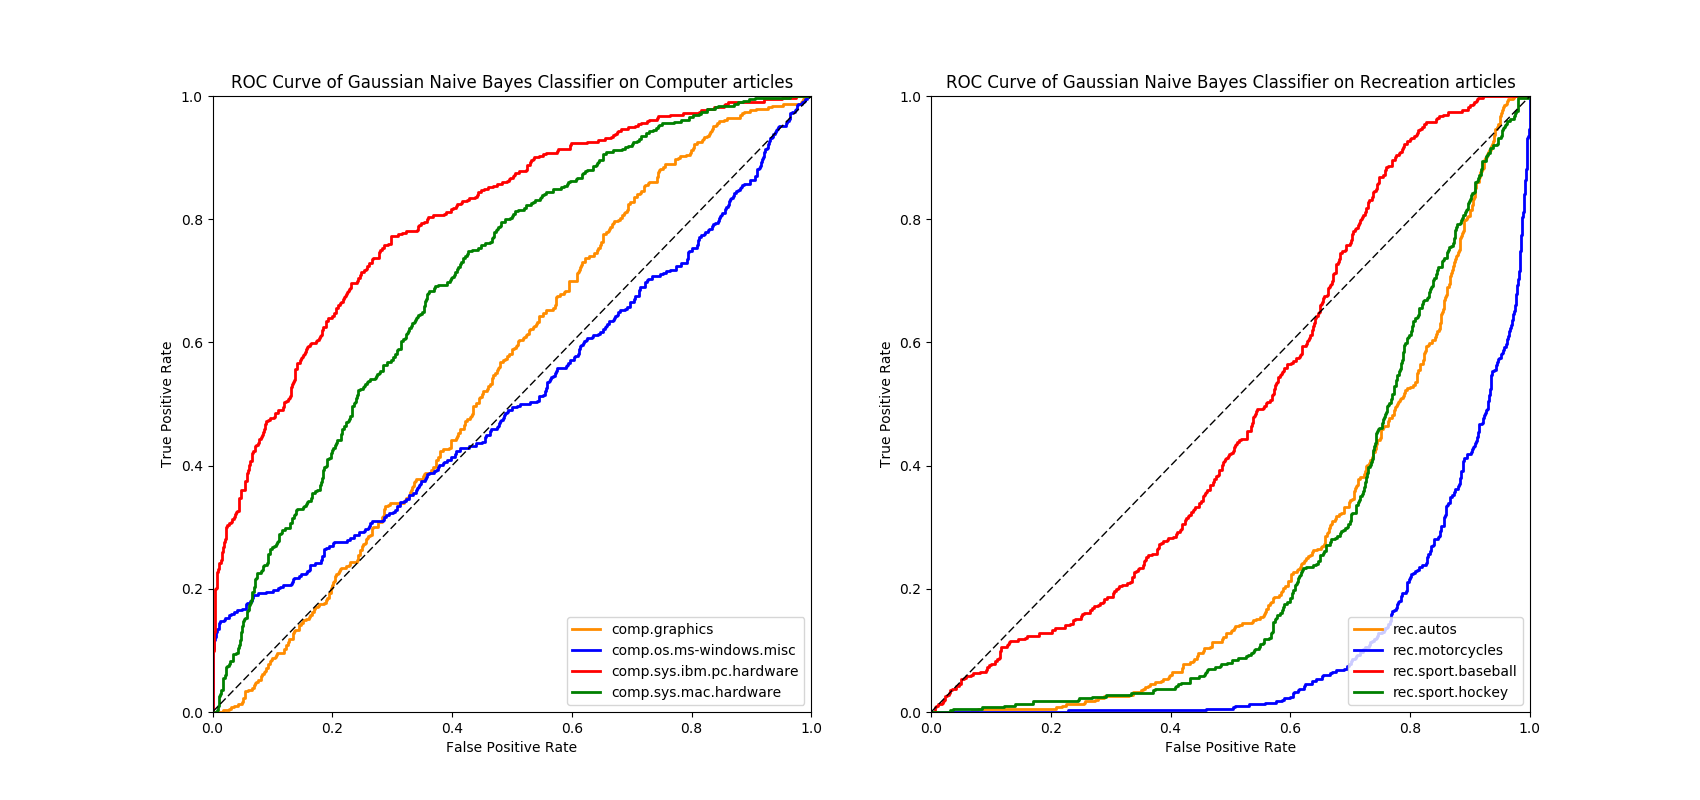 ROC Curve of Gaussian Naive Bayes Classifier on Computer articles
1.0
0.8
0.6
0.4
0.2
0.0
True Positive Rate
comp.graphics
comp.os.ms-windows.misc
comp.sys.ibm.pc.hardware
comp.sys.mac.hardware
0.0 0.2 0.4 0.6 0.8 1.0
False Positive Rate
ROC Curve of Gaussian Naive Bayes Classifier on Recreation articles
1.0
0.8
0.6
0.4
0.2
0.0
True Positive Rate
rec.autos
rec.motorcycles
rec.sport.baseball
rec.sport.hockey
0.0 0.2 0.4 0.6 0.8 1.0
False Positive Rate